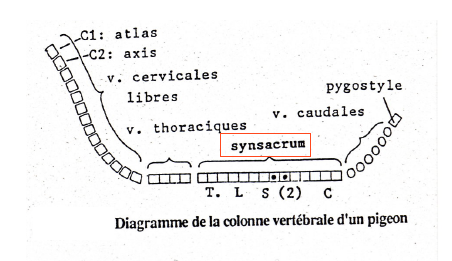 C1: atlas
C2: axis
v. cervicales
libres
pygostyle
v. caudales
v. thoraciques
synsacrum
T. L S (2) C
Diagramme de la colonne vertébrale d'un pigeon